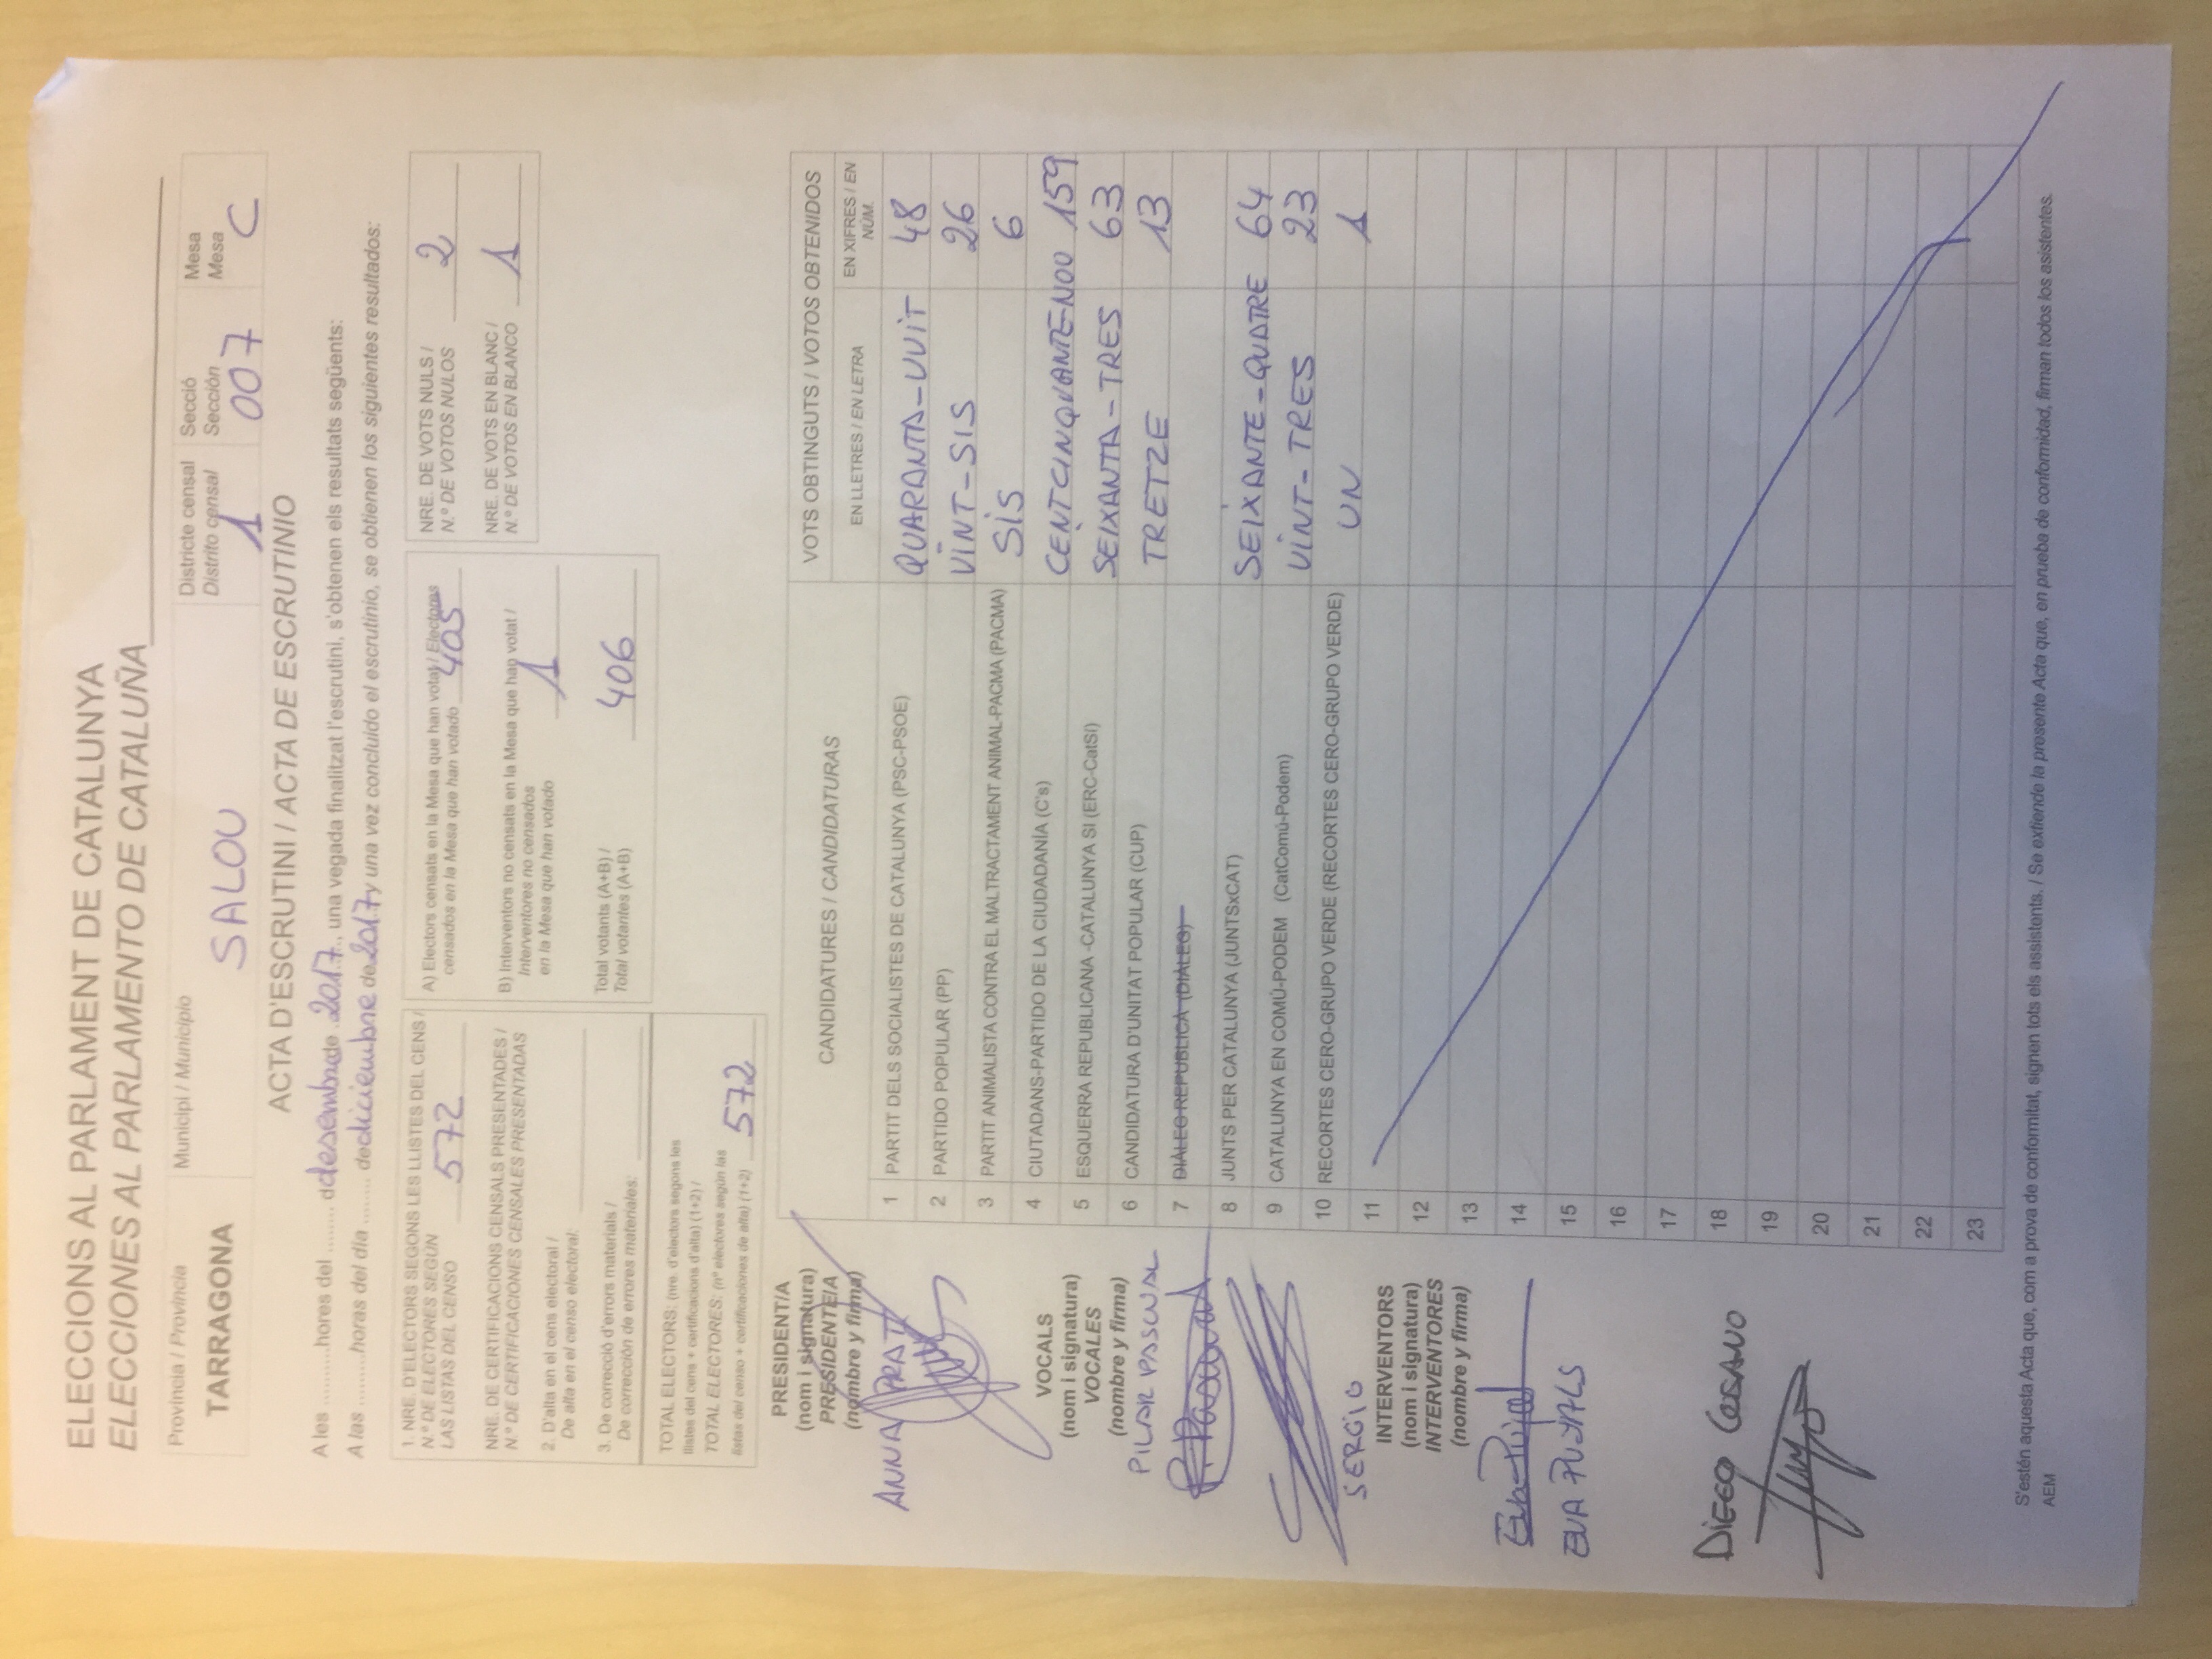 ELECCIONS AL PARLAMENT DE CATALUNYA
ELECCIONES AL PARLAMENTO DE CATALUÑA
Província / Provincia
TARRAGONA
Municipi / Municipio
SALOU
Districte censal
Distrito censal
1
Secció
Sección
007
Mesa
Mesa
C
ACTA D'ESCRUTINI / ACTA DE ESCRUTINIO
A les ..........hores del ........ d desembre de 2017, una vegada finalitzat l'escrutini, s'obtenen els resultats següents:
A las .........horas del día ........ de diciembre de 2017 y una vez concluido el escrutinio, se obtienen los siguientes resultados:
1. NRE. D'ELECTORS SEGONS LES LLISTES DEL CENS /
N.º DE ELECTORES SEGÚN
LAS LISTAS DEL CENSO 572
NRE. DE CERTIFICACIONS CENSALS PRESENTADES /
N.º DE CERTIFICACIONES CENSALES PRESENTADAS
2. D'alta en el cens electoral /
De alta en el censo electoral:
3. De correcció d'errors materials /
De corrección de errores materiales:
TOTAL ELECTORS: (nre. d'electors segons les
llistes del cens + certificacions d'alta) (1+2) /
TOTAL ELECTORES: (nº electores según las
listas del censo + certificaciones de alta) (1+2) 572
A) Electors censats en la Mesa que han votat / Electores
censados en la Mesa que han votado 405
B) Interventors no censats en la Mesa que han votat /
Interventores no censados
en la Mesa que han votado 1
Total votants (A+B) /
Total votantes (A+B) 406
NRE. DE VOTS NULS /
N.º DE VOTOS NULOS 2
NRE. DE VOTS EN BLANC /
N.º DE VOTOS EN BLANCO 1
PRESIDENT/A
(nom i signatura)
PRESIDENTE/A
(nombre y firma)
ANNA PRAT
VOCALS
(nom i signatura)
VOCALES
(nombre y firma)
PILAR PASCUAL
P. Pascual
SERGIO
INTERVENTORS
(nom i signatura)
INTERVENTORES
(nombre y firma)
Eva Pujal
EVA PUJALS
DIEGO
CANDIDATURES / CANDIDATURAS
VOTS OBTINGUTS / VOTOS OBTENIDOS
EN LLETRES / EN LETRA
EN XIFRES / EN
NÚM.
1 PARTIT DELS SOCIALISTES DE CATALUNYA (PSC-PSOE) QUARANTA-VUIT 48
2 PARTIDO POPULAR (PP) VINT-SIS 26
3 PARTIT ANIMALISTA CONTRA EL MALTRACTAMENT ANIMAL-PACMA (PACMA) SIS 6
4 CIUTADANS-PARTIDO DE LA CIUDADANÍA (C's) CENTCINQUANTENOO 159
5 ESQUERRA REPUBLICANA -CATALUNYA SI (ERC-CatSí) SEIXANTA-TRES 63
6 CANDIDATURA D'UNITAT POPULAR (CUP) TRETZE 13
7 DIÀLEG REPUBLICÀ (DIÀLEG)
8 JUNTS PER CATALUNYA (JUNTSxCAT) SEIXANTE-QUATRE 64
9 CATALUNYA EN COMÚ-PODEM (CatComú-Podem) VINT-TRES 23
10 RECORTES CERO-GRUPO VERDE (RECORTES CERO-GRUPO VERDE) UN 1
11
12
13
14
15
16
17
18
19
20
21
22
23
S'estén aquesta Acta que, com a prova de conformitat, signen tots els assistents. / Se extiende la presente Acta que, en prueba de conformidad, firman todos los asistentes.
AEM